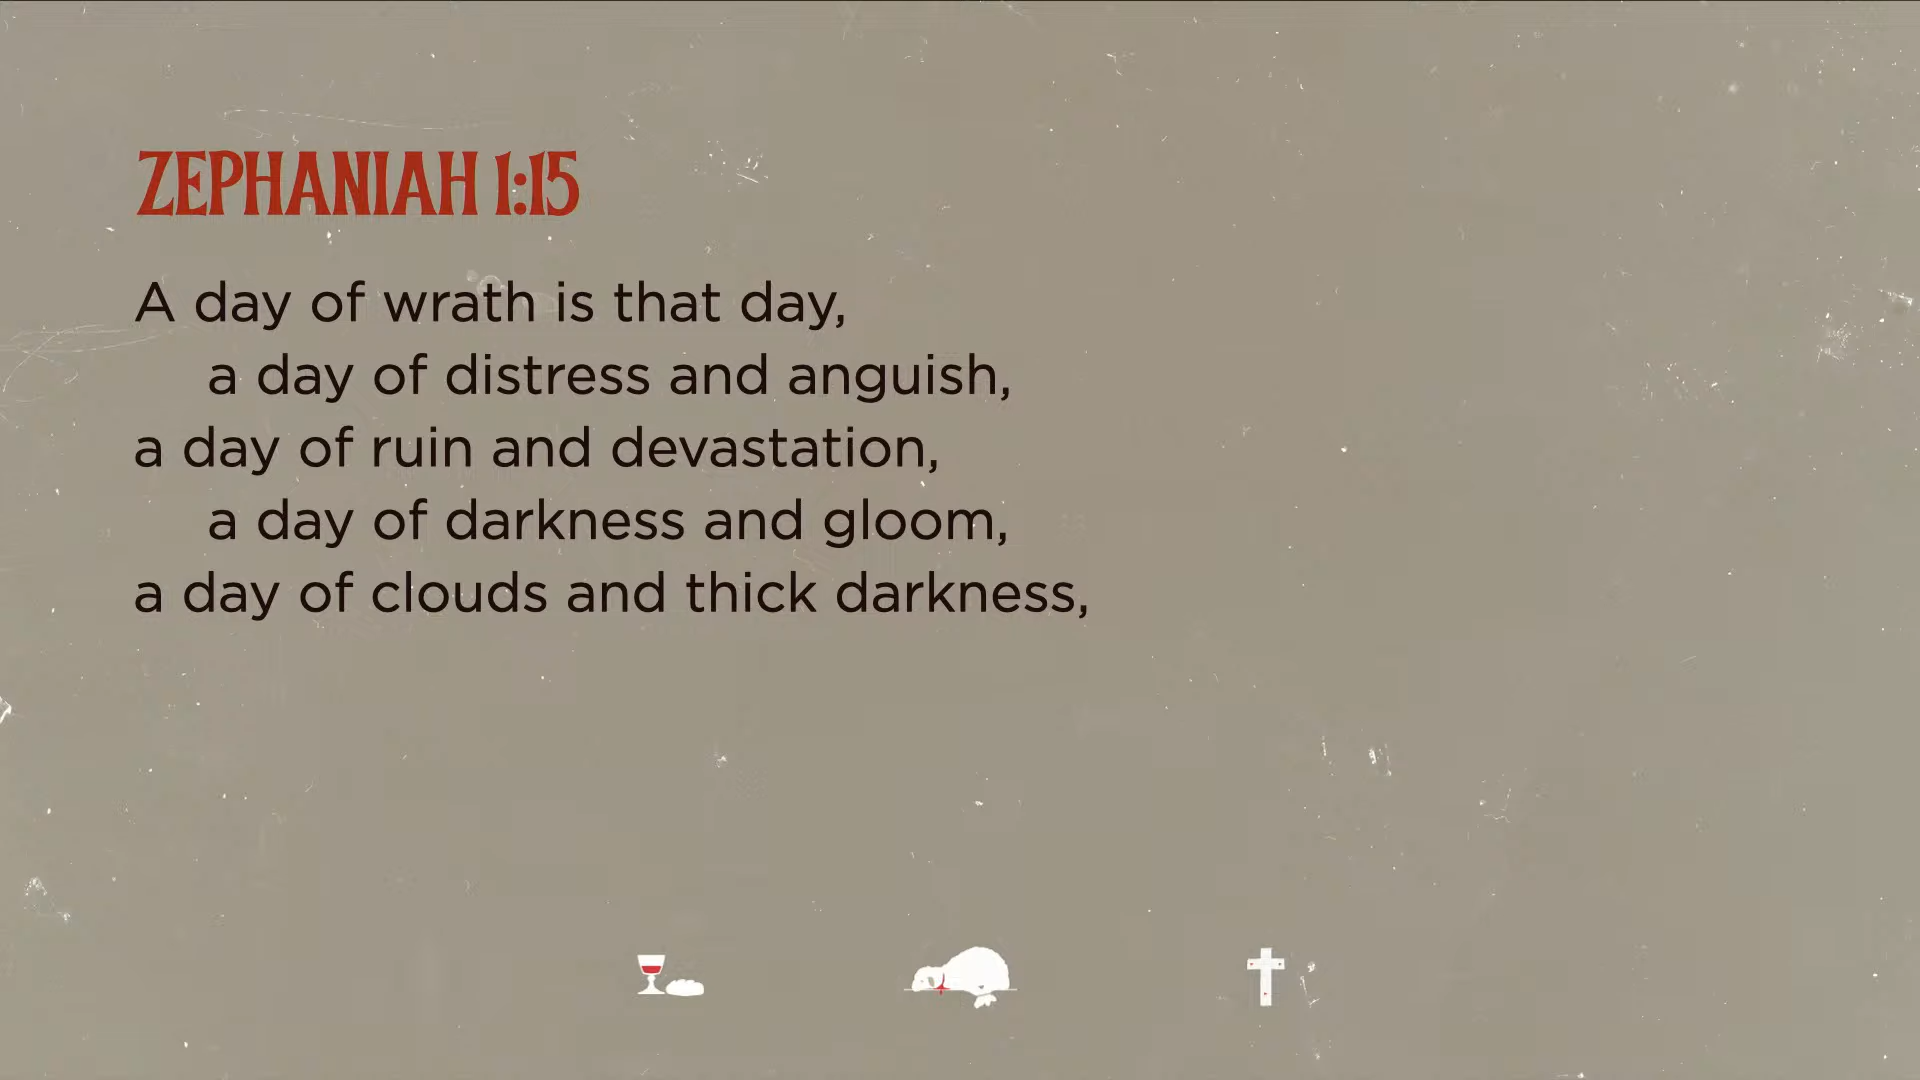 ZEPHANIAH 1:15
A day of wrath is that day,
a day of distress and anguish,
a day of ruin and devastation,
a day of darkness and gloom,
a day of clouds and thick darkness,